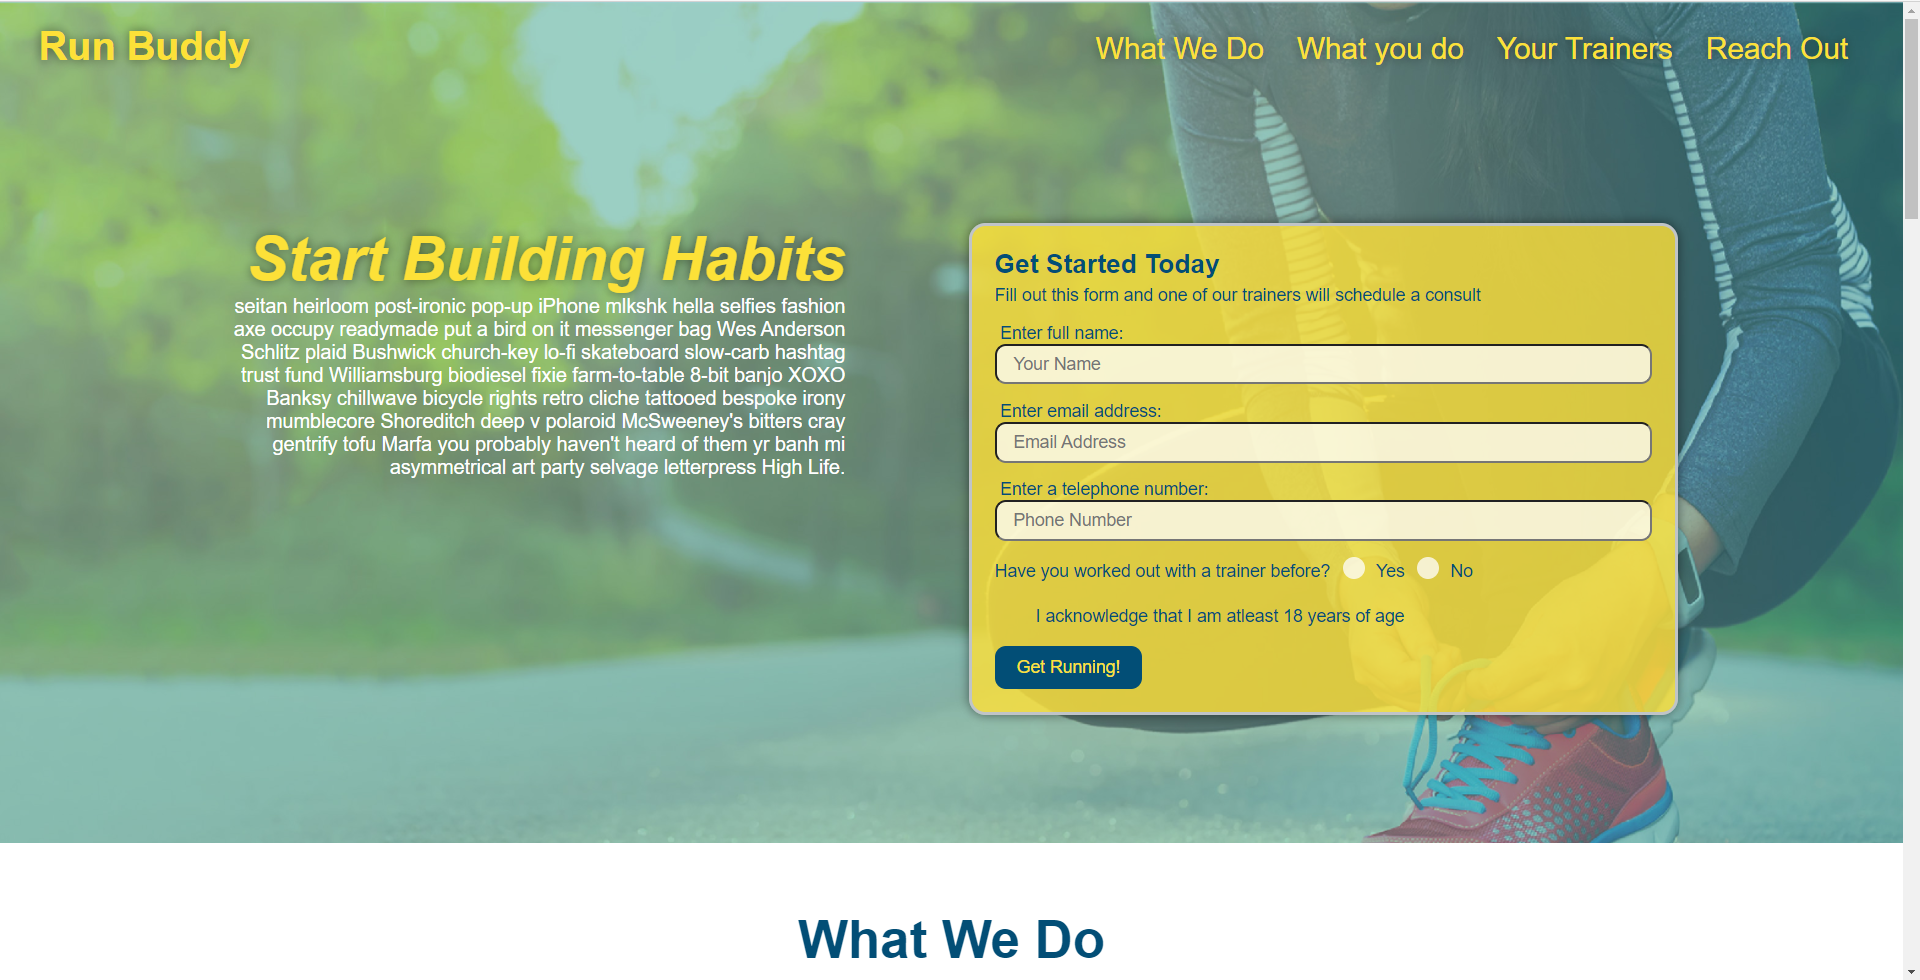 Run Buddy
What We Do What you do Your Trainers Reach Out
Start Building Habits
seitan heirloom post-ironic pop-up iPhone mlkshk hella selfies fashion
axe occupy readymade put a bird on it messenger bag Wes Anderson
Schlitz plaid Bushwick church-key lo-fi skateboard slow-carb hashtag
trust fund Williamsburg biodiesel fixie farm-to-table 8-bit banjo XOXO
Banksy chillwave bicycle rights retro cliche tattooed bespoke irony
mumblecore Shoreditch deep v polaroid McSweeney's bitters cray
gentrify tofu Marfa you probably haven't heard of them yr banh mi
asymmetrical art party selvage letterpress High Life.
Get Started Today
Fill out this form and one of our trainers will schedule a consult
Enter full name:
Your Name
Enter email address:
Email Address
Enter a telephone number:
Phone Number
Have you worked out with a trainer before? Yes No
I acknowledge that I am atleast 18 years of age
Get Running!
What We Do